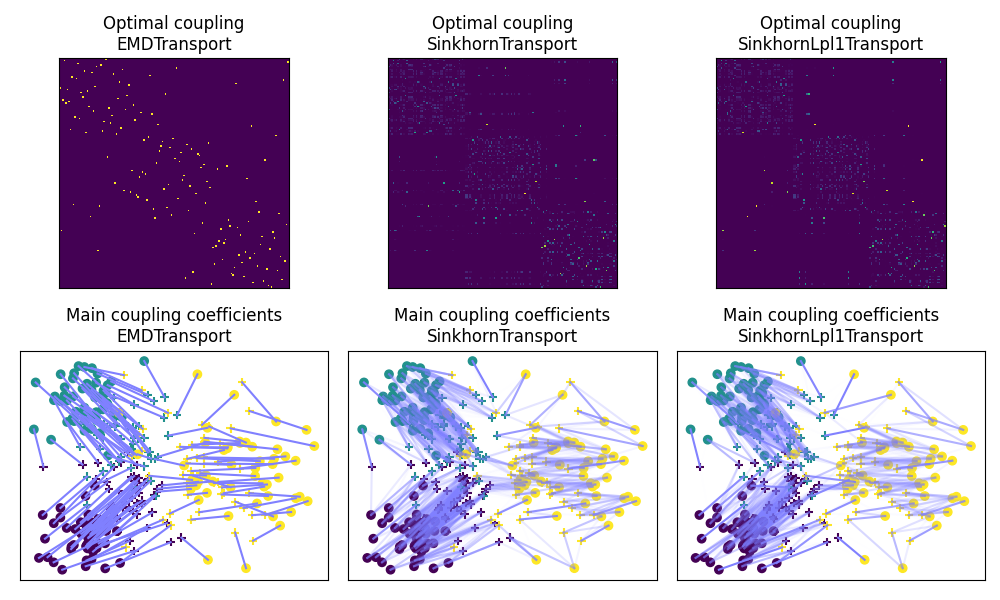 Optimal coupling
EMDTransport
Optimal coupling
SinkhornTransport
Optimal coupling
SinkhornLpl1Transport
Main coupling coefficients
EMDTransport
Main coupling coefficients
SinkhornTransport
Main coupling coefficients
SinkhornLpl1Transport